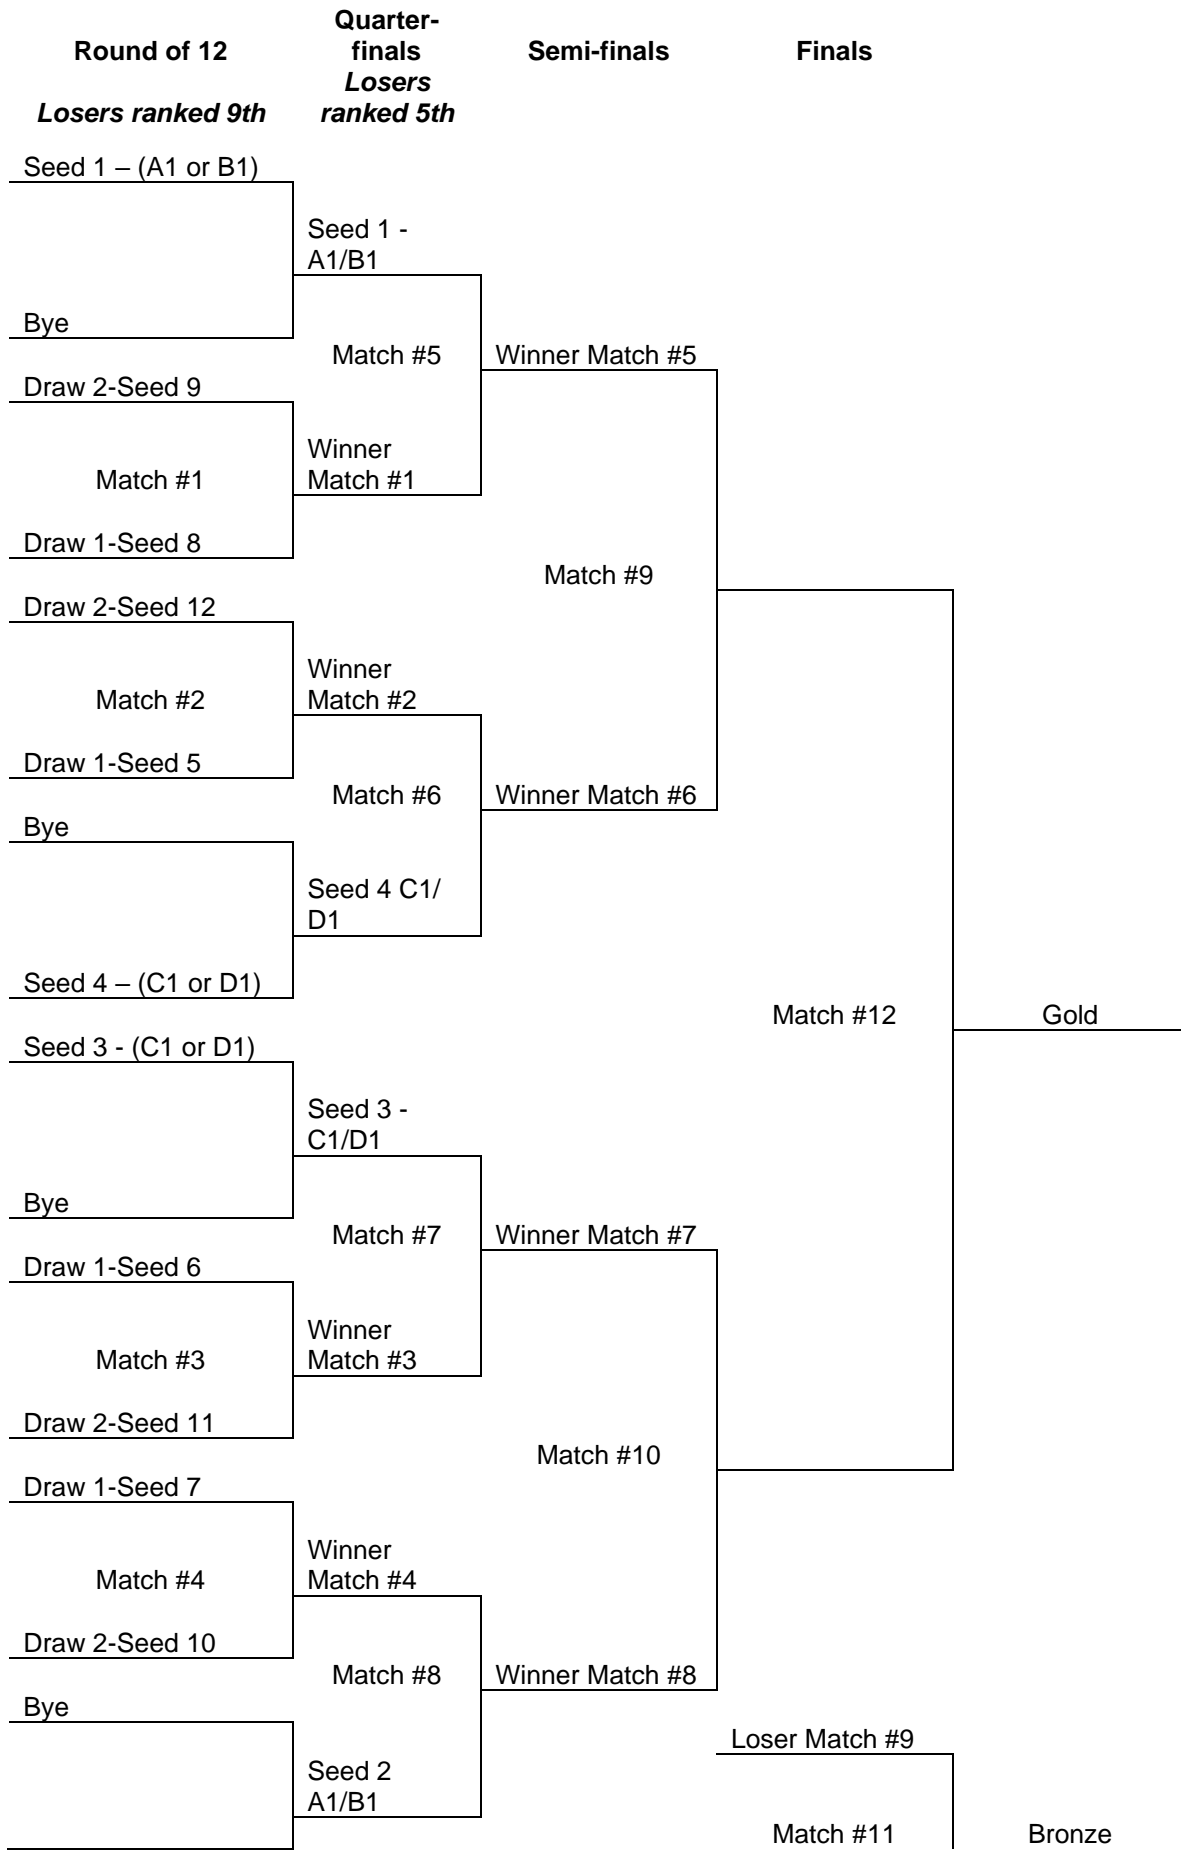 Quarter-
Round of 12 finals Semi-finals Finals
Losers
Losers ranked 9th ranked 5th
Seed 1 – (A1 or B1)
Seed 1 -
A1/B1
Bye
Match #5 Winner Match #5
Draw 2-Seed 9
Winner
Match #1 Match #1
Draw 1-Seed 8
Match #9
Draw 2-Seed 12
Winner
Match #2 Match #2
Draw 1-Seed 5
Match #6 Winner Match #6
Bye
Seed 4 C1/
D1
Seed 4 – (C1 or D1)
Match #12 Gold
Seed 3 - (C1 or D1)
Seed 3 -
C1/D1
Bye
Match #7 Winner Match #7
Draw 1-Seed 6
Winner
Match #3 Match #3
Draw 2-Seed 11
Match #10
Draw 1-Seed 7
Winner
Match #4 Match #4
Draw 2-Seed 10
Match #8 Winner Match #8
Bye
Loser Match #9
Seed 2
A1/B1
Match #11 Bronze